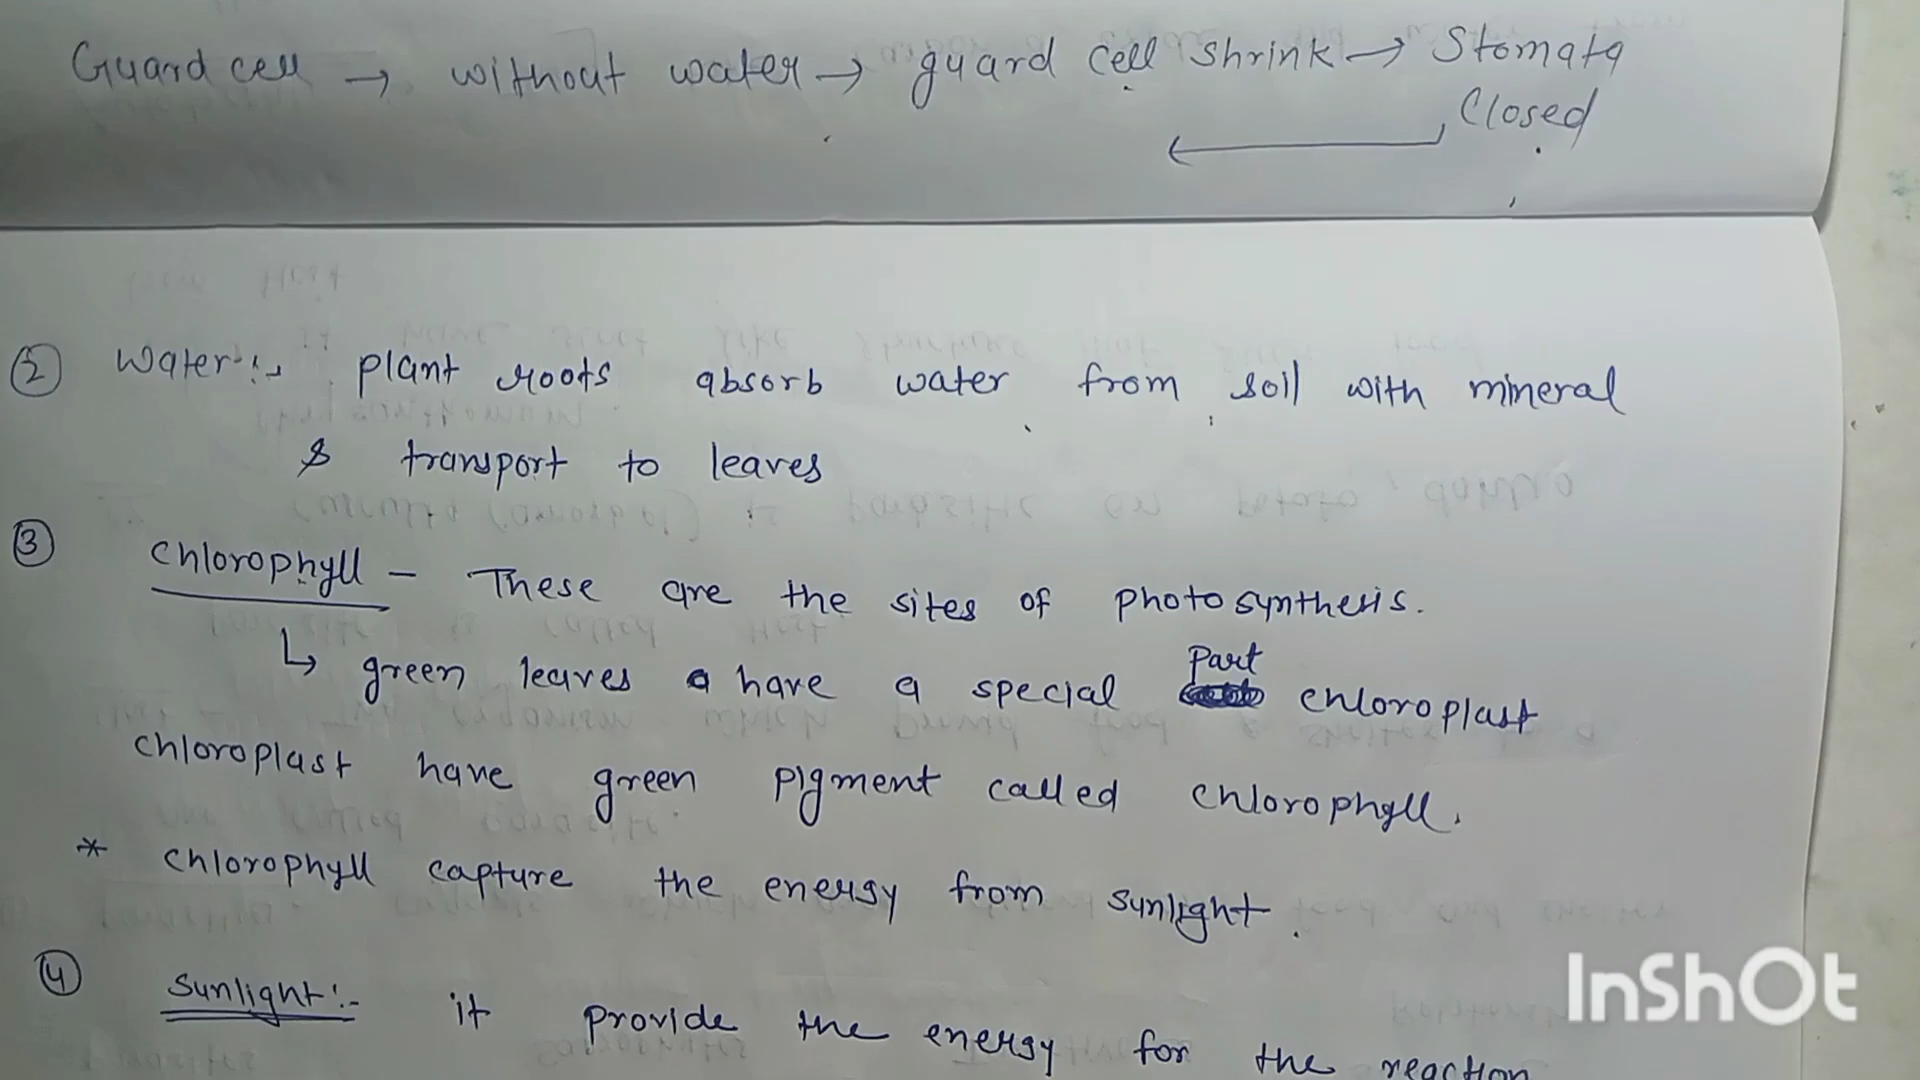 Guard cell → without water → guard cell shrink → Stomata
Closed
② Water:- plant roots absorb water from soil with mineral
& transport to leaves
③ chlorophyll - These are the sites of photosynthesis.
↳ green leaves a have a special Part chloroplast
chloroplast have green pigment called chlorophyll.
* chlorophyll capture the energy from sunlight.
④ Sunlight:- it provide the energy for the reaction
InShOt